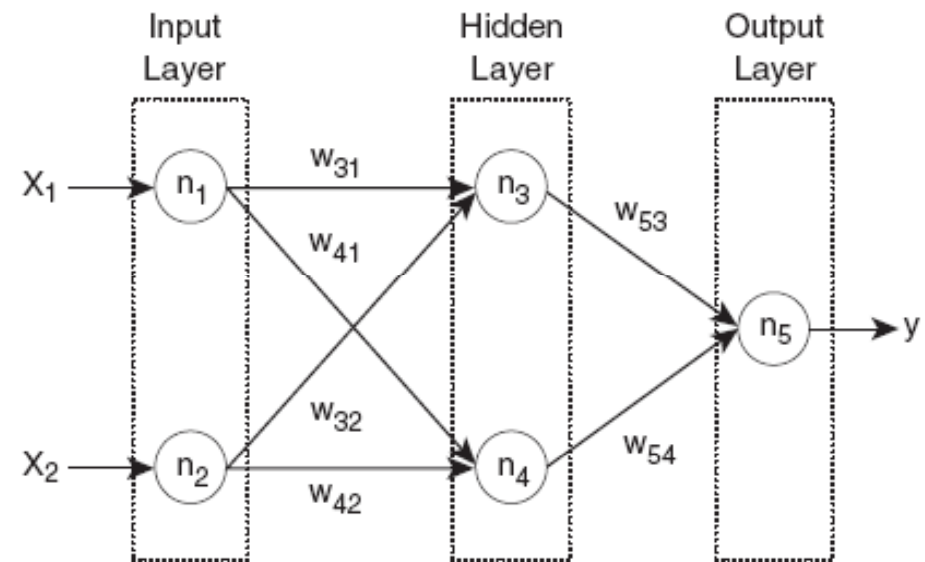 Input
Layer
Hidden
Layer
Output
Layer
X₁
n₁
w₃₁
n₃
w₄₁
w₅₃
n₅
y
w₃₂
X₂
n₂
w₄₂
n₄
w₅₄